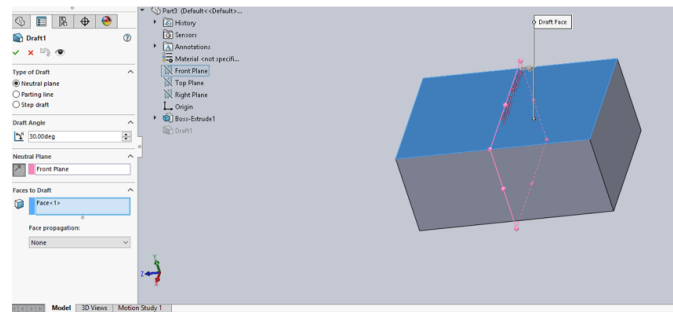 Draft1
Type of Draft
Neutral plane
Parting line
Step draft
Draft Angle
30.00deg
Neutral Plane
Front Plane
Faces to Draft
Face<1>
Face propagation:
None
Part3 (Default<<Default>...
History
Sensors
Annotations
Material <not specifi...
Front Plane
Top Plane
Right Plane
Origin
Boss-Extrude1
Draft1
Draft Face
Y
Z
X
Model
3D Views
Motion Study 1